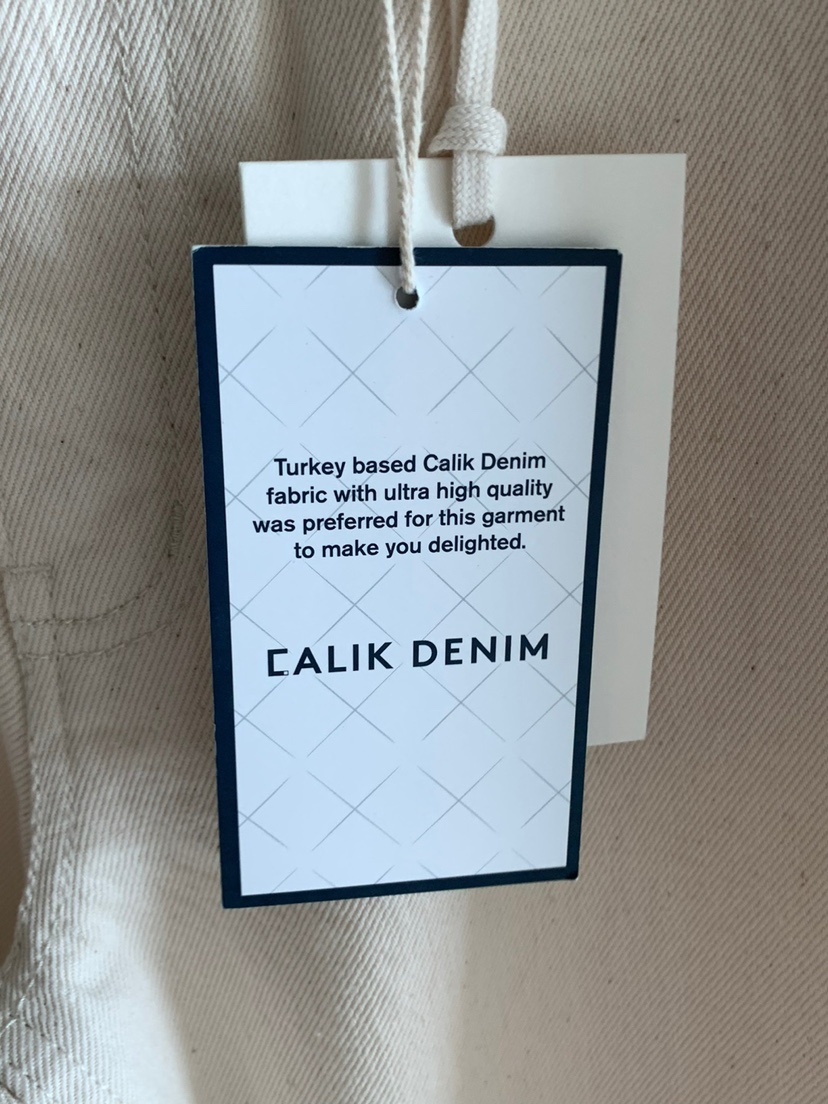 Turkey based Calik Denim
fabric with ultra high quality
was preferred for this garment
to make you delighted.
CALIK DENIM